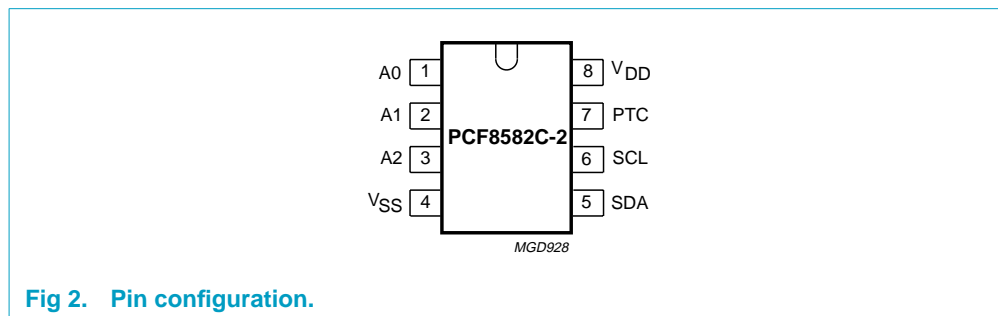 A0 1 8 VDD
A1 2 7 PTC
PCF8582C-2
A2 3 6 SCL
VSS 4 5 SDA
MGD928
Fig 2. Pin configuration.